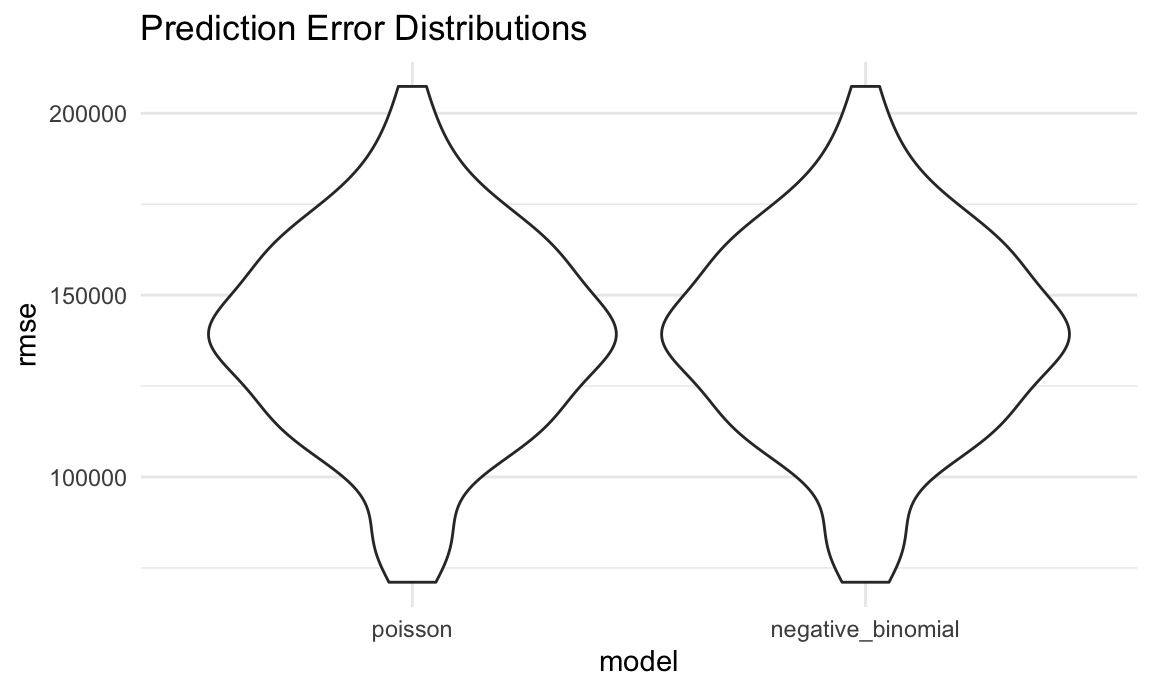 Prediction Error Distributions
200000
150000
100000
rmse
poisson
negative_binomial
model